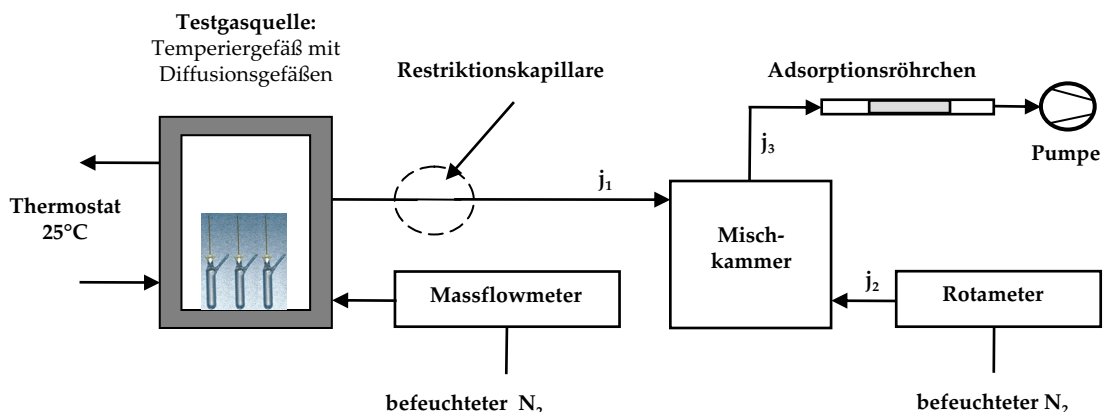 Testgasquelle:
Temperiergefäß mit
Diffusionsgefäßen
Restriktionskapillare
Adsorptionsröhrchen
Pumpe
j₃
j₁
Thermostat
25°C
Misch-
kammer
Massflowmeter
j₂
Rotameter
befeuchteter N₂
befeuchteter N₂